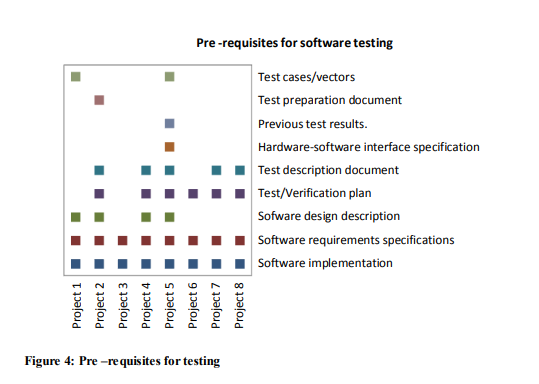 Pre -requisites for software testing
Test cases/vectors
Test preparation document
Previous test results.
Hardware-software interface specification
Test description document
Test/Verification plan
Sofware design description
Software requirements specifications
Software implementation
Project 1
Project 2
Project 3
Project 4
Project 5
Project 6
Project 7
Project 8
Figure 4: Pre –requisites for testing